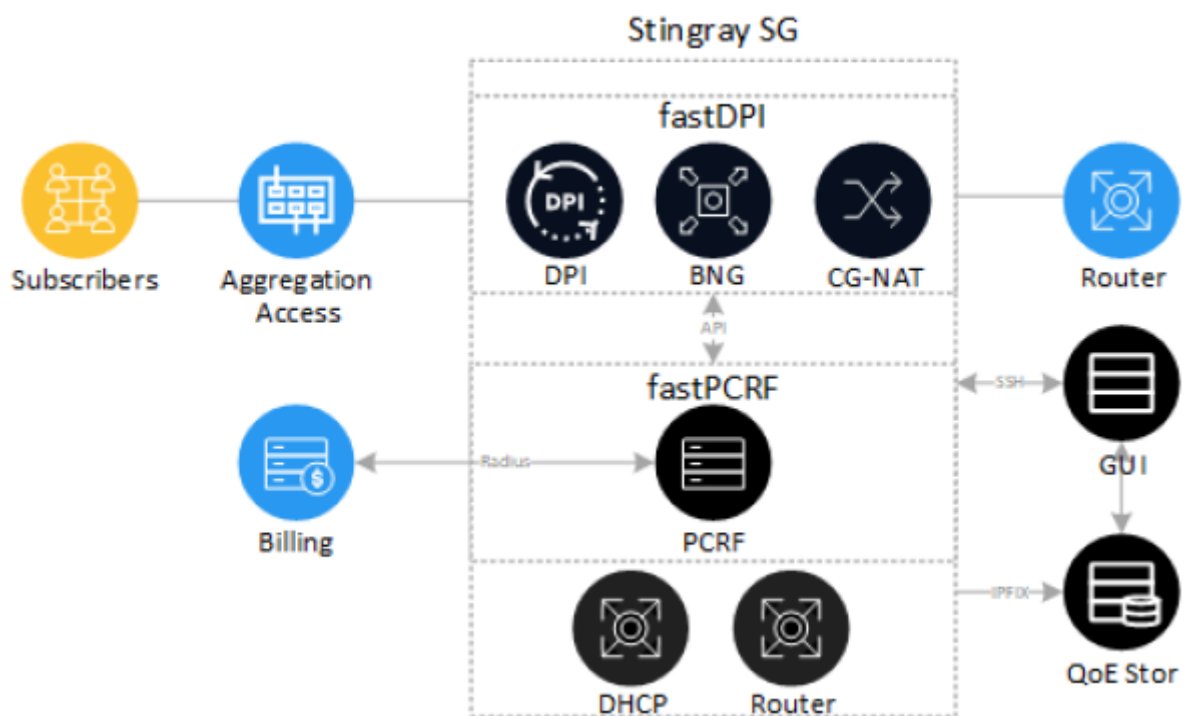 Stingray SG
fastDPI
DPI
Subscribers
Aggregation
Access
DPI
BNG
CG-NAT
Router
API
fastPCRF
SSH
GUI
Radius
Billing
PCRF
IPFIX
QoE Stor
DHCP
Router